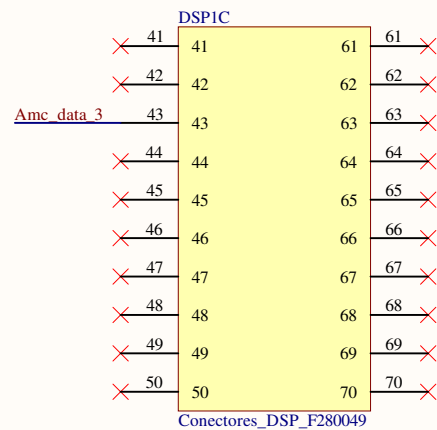 DSP1C
41 41 61 61
42 42 62 62
Amc_data_3 43 43 63 63
44 44 64 64
45 45 65 65
46 46 66 66
47 47 67 67
48 48 68 68
49 49 69 69
50 50 70 70
Conectores_DSP_F280049